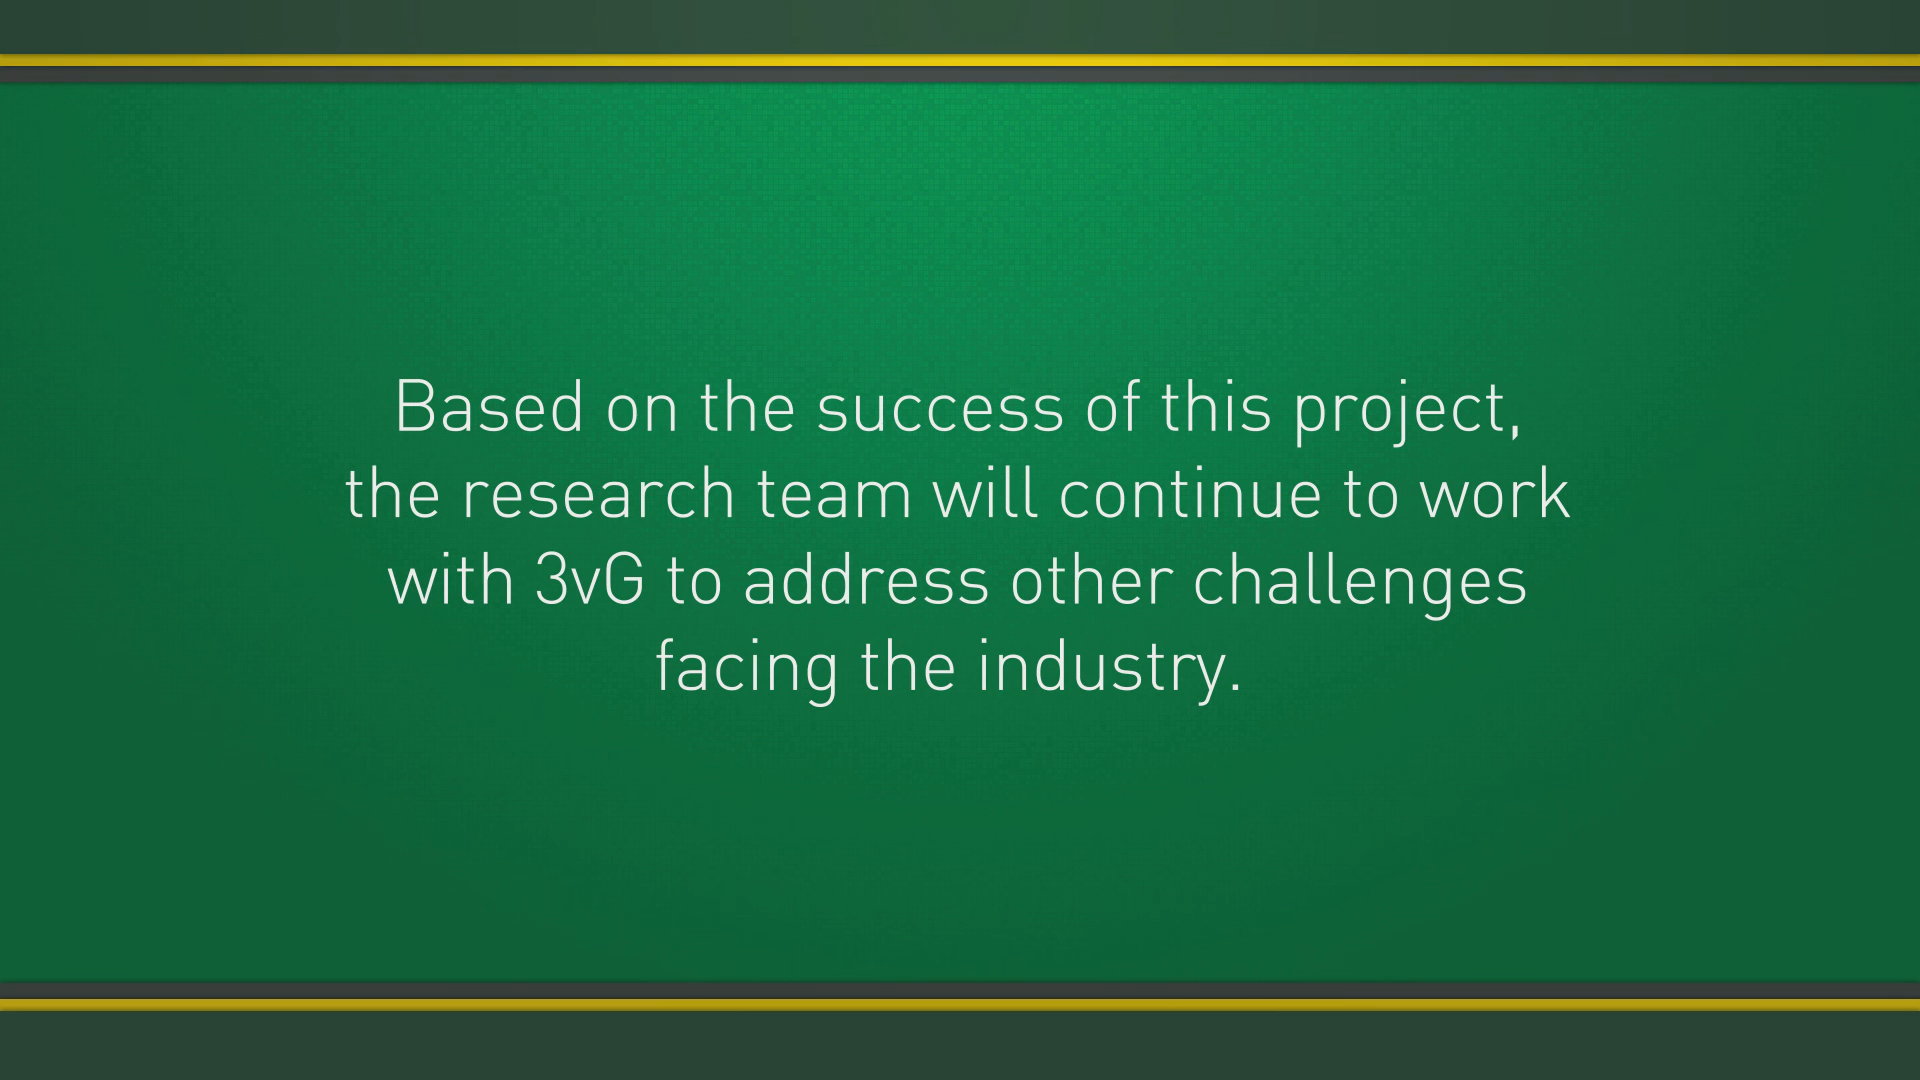 Based on the success of this project,
the research team will continue to work
with 3vG to address other challenges
facing the industry.